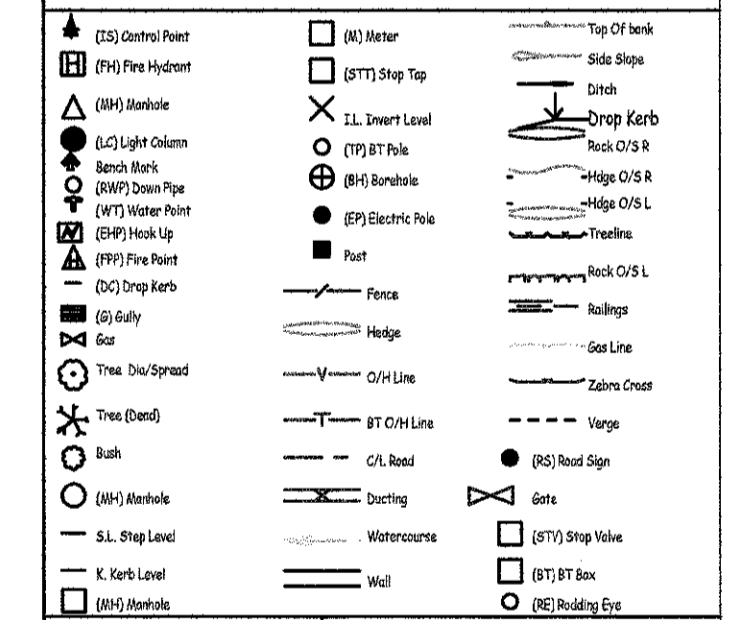 (IS) Control Point
(FH) Fire Hydrant
(MH) Manhole
(LC) Light Column
Bench Mark
(RWP) Down Pipe
(WT) Water Point
(EHP) Hook Up
(FPP) Fire Point
(DC) Drop Kerb
(G) Gully
Gas
Tree Dia/Spread
Tree (Dead)
Bush
(MH) Manhole
S.L. Step Level
K. Kerb Level
(MH) Manhole
(M) Meter
(STT) Stop Tap
I.L. Invert Level
(TP) BT Pole
(BH) Borehole
(EP) Electric Pole
Post
Fence
Hedge
V O/H Line
T BT O/H Line
C/L Road
Ducting
Watercourse
Wall
Top Of bank
Side Slope
Ditch
Drop Kerb
Rock O/S R
Hdge O/S R
Hdge O/S L
Treeline
Rock O/S L
Railings
Gas Line
Zebra Cross
Verge
(RS) Road Sign
Gate
(STV) Stop Valve
(BT) BT Box
(RE) Rodding Eye